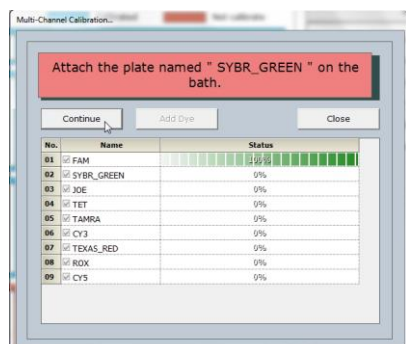 Multi-Channel Calibration...
Not calibrate
Attach the plate named " SYBR_GREEN " on the
bath.
Continue
Add Dye
Close
No. Name Status
01 FAM 100%
02 SYBR_GREEN 0%
03 JOE 0%
04 TET 0%
05 TAMRA 0%
06 CY3 0%
07 TEXAS_RED 0%
08 ROX 0%
09 CY5 0%